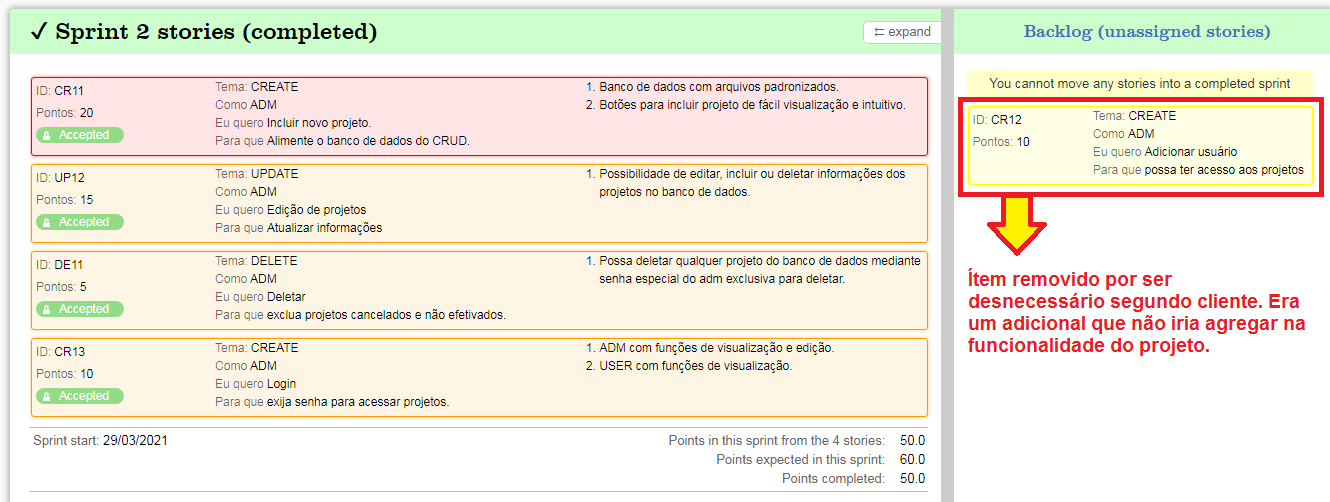 ✓ Sprint 2 stories (completed)
expand
ID: CR11
Pontos: 20
Accepted
Tema: CREATE
Como ADM
Eu quero Incluir novo projeto.
Para que Alimente o banco de dados do CRUD.
1. Banco de dados com arquivos padronizados.
2. Botões para incluir projeto de fácil visualização e intuitivo.
ID: UP12
Pontos: 15
Accepted
Tema: UPDATE
Como ADM
Eu quero Edição de projetos
Para que Atualizar informações
1. Possibilidade de editar, incluir ou deletar informações dos
projetos no banco de dados.
ID: DE11
Pontos: 5
Accepted
Tema: DELETE
Como ADM
Eu quero Deletar
Para que exclua projetos cancelados e não efetivados.
1. Possa deletar qualquer projeto do banco de dados mediante
senha especial do adm exclusiva para deletar.
ID: CR13
Pontos: 10
Accepted
Tema: CREATE
Como ADM
Eu quero Login
Para que exija senha para acessar projetos.
1. ADM com funções de visualização e edição.
2. USER com funções de visualização.
Sprint start: 29/03/2021
Points in this sprint from the 4 stories: 50.0
Points expected in this sprint: 60.0
Points completed: 50.0
Backlog (unassigned stories)
You cannot move any stories into a completed sprint
ID: CR12
Pontos: 10
Tema: CREATE
Como ADM
Eu quero Adicionar usuário
Para que possa ter acesso aos projetos
Ítem removido por ser
desnecessário segundo cliente. Era
um adicional que não iria agregar na
funcionalidade do projeto.